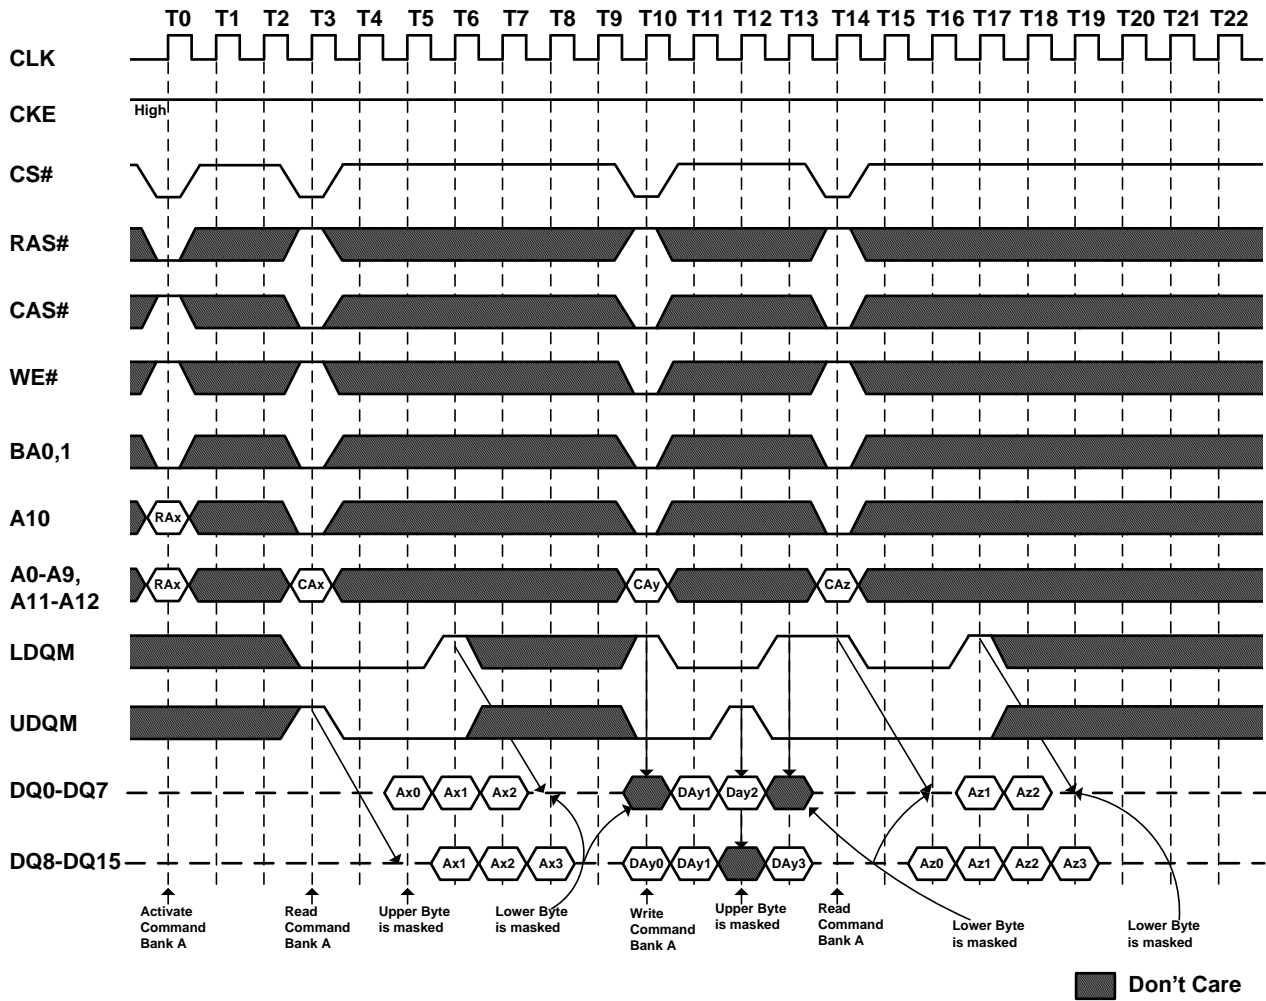 T0 T1 T2 T3 T4 T5 T6 T7 T8 T9 T10 T11 T12 T13 T14 T15 T16 T17 T18 T19 T20 T21 T22
CLK
CKE High
CS#
RAS#
CAS#
WE#
BA0,1
A10 RAx
A0-A9,
A11-A12 RAx CAx CAy CAz
LDQM
UDQM
DQ0-DQ7 Ax0 Ax1 Ax2 DAy1 Day2 Az1 Az2
DQ8-DQ15 Ax1 Ax2 Ax3 DAy0 DAy1 DAy3 Az0 Az1 Az2 Az3
Activate
Command
Bank A
Read
Command
Bank A
Upper Byte
is masked
Lower Byte
is masked
Write
Command
Bank A
Upper Byte
is masked
Read
Command
Bank A
Lower Byte
is masked
Lower Byte
is masked
Don't Care